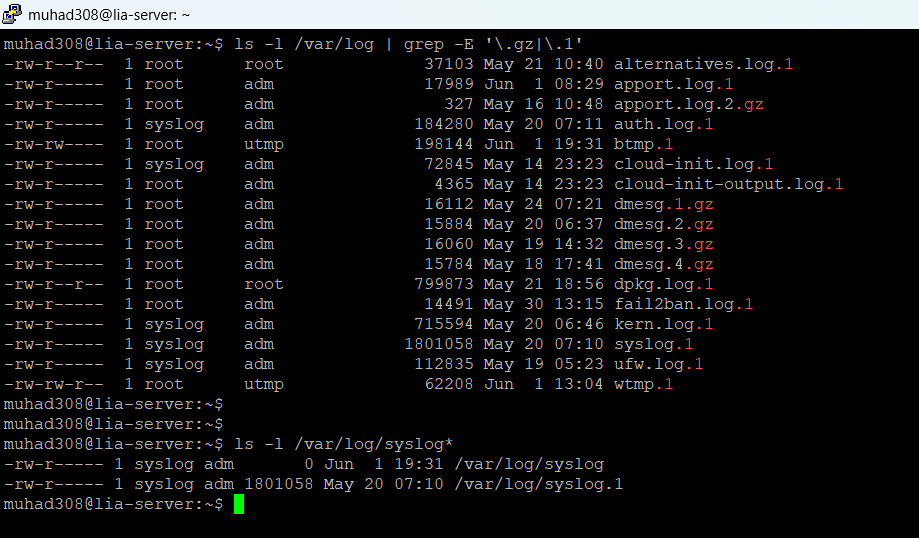 muhad308@lia-server: ~
muhad308@lia-server:~$ ls -l /var/log | grep -E '\.gz|\.1'
-rw-r--r--  1 root      root              37103 May 21 10:40 alternatives.log.1
-rw-r-----  1 root      adm               17989 Jun  1 08:29 apport.log.1
-rw-r-----  1 root      adm                 327 May 16 10:48 apport.log.2.gz
-rw-r-----  1 syslog    adm              184280 May 20 07:11 auth.log.1
-rw-rw----  1 root      utmp             198144 Jun  1 19:31 btmp.1
-rw-r-----  1 syslog    adm               72845 May 14 23:23 cloud-init.log.1
-rw-r-----  1 root      adm                4365 May 14 23:23 cloud-init-output.log.1
-rw-r-----  1 root      adm               16112 May 24 07:21 dmesg.1.gz
-rw-r-----  1 root      adm               15884 May 20 06:37 dmesg.2.gz
-rw-r-----  1 root      adm               16060 May 19 14:32 dmesg.3.gz
-rw-r-----  1 root      adm               15784 May 18 17:41 dmesg.4.gz
-rw-r--r--  1 root      root             799873 May 21 18:56 dpkg.log.1
-rw-r-----  1 root      adm               14491 May 30 13:15 fail2ban.log.1
-rw-r-----  1 syslog    adm              715594 May 20 06:46 kern.log.1
-rw-r-----  1 syslog    adm             1801058 May 20 07:10 syslog.1
-rw-r-----  1 syslog    adm              112835 May 19 05:23 ufw.log.1
-rw-rw-r--  1 root      utmp              62208 Jun  1 13:04 wtmp.1
muhad308@lia-server:~$
muhad308@lia-server:~$
muhad308@lia-server:~$ ls -l /var/log/syslog*
-rw-r----- 1 syslog adm       0 Jun  1 19:31 /var/log/syslog
-rw-r----- 1 syslog adm 1801058 May 20 07:10 /var/log/syslog.1
muhad308@lia-server:~$